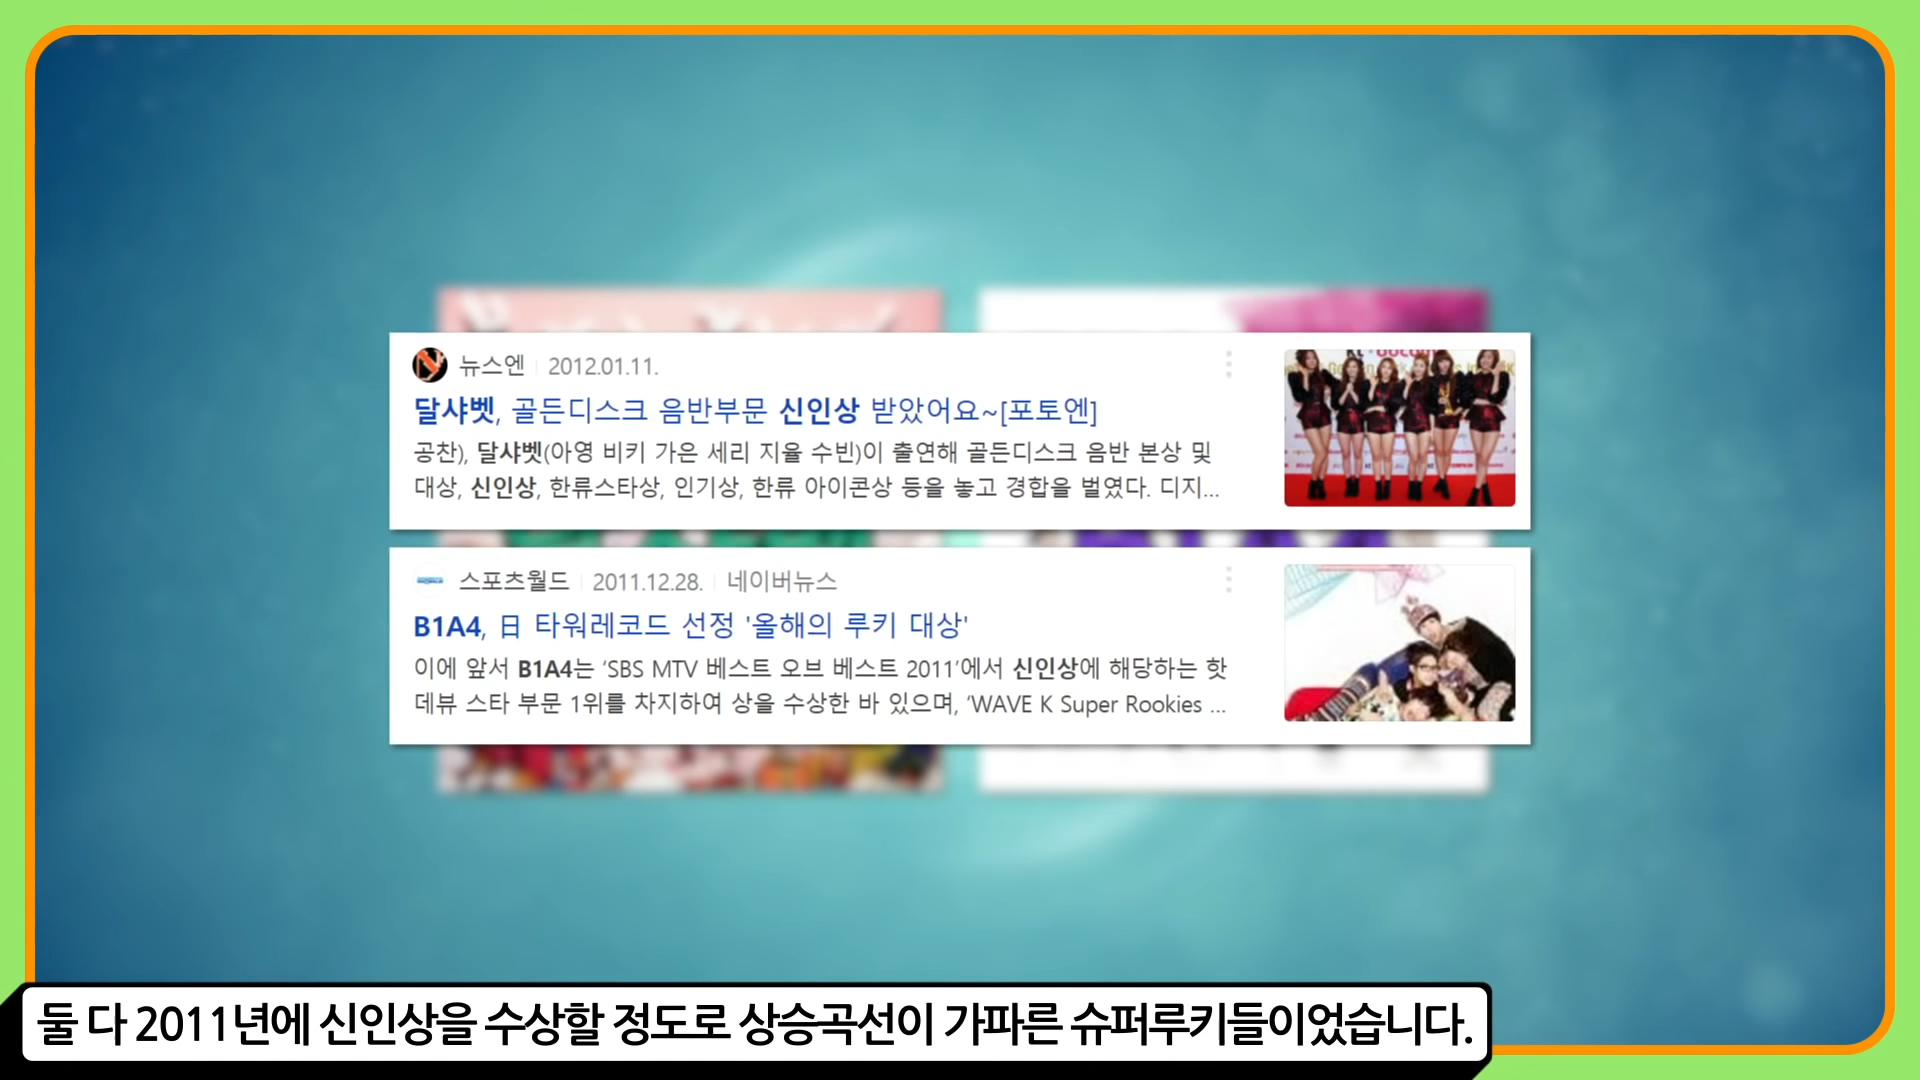 뉴스엔 2012.01.11.
달샤벳, 골든디스크 음반부문 신인상 받았어요~[포토엔]
공찬), 달샤벳(아영 비키 가은 세리 지율 수빈)이 출연해 골든디스크 음반 본상 및
대상, 신인상, 한류스타상, 인기상, 한류 아이콘상 등을 놓고 경합을 벌였다. 디지...
스포츠월드 2011.12.28. 네이버뉴스
B1A4, 日 타워레코드 선정 '올해의 루키 대상'
이에 앞서 B1A4는 ‘SBS MTV 베스트 오브 베스트 2011’에서 신인상에 해당하는 핫
데뷔 스타 부문 1위를 차지하여 상을 수상한 바 있으며, ‘WAVE K Super Rookies ...
둘 다 2011년에 신인상을 수상할 정도로 상승곡선이 가파른 슈퍼루키들이었습니다.